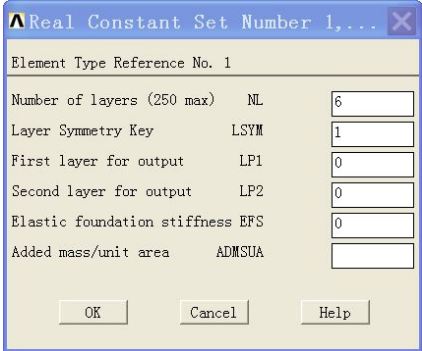 Real Constant Set Number 1,...
Element Type Reference No. 1
Number of layers (250 max) NL 6
Layer Symmetry Key LSYM 1
First layer for output LP1 0
Second layer for output LP2 0
Elastic foundation stiffness EFS 0
Added mass/unit area ADMSUA
OK Cancel Help